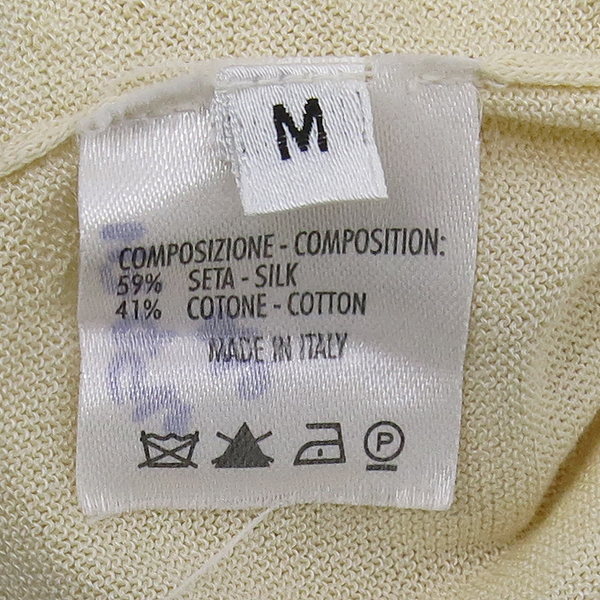 M
COMPOSIZIONE - COMPOSITION:
59% SETA - SILK
41% COTONE - COTTON
MADE IN ITALY
P